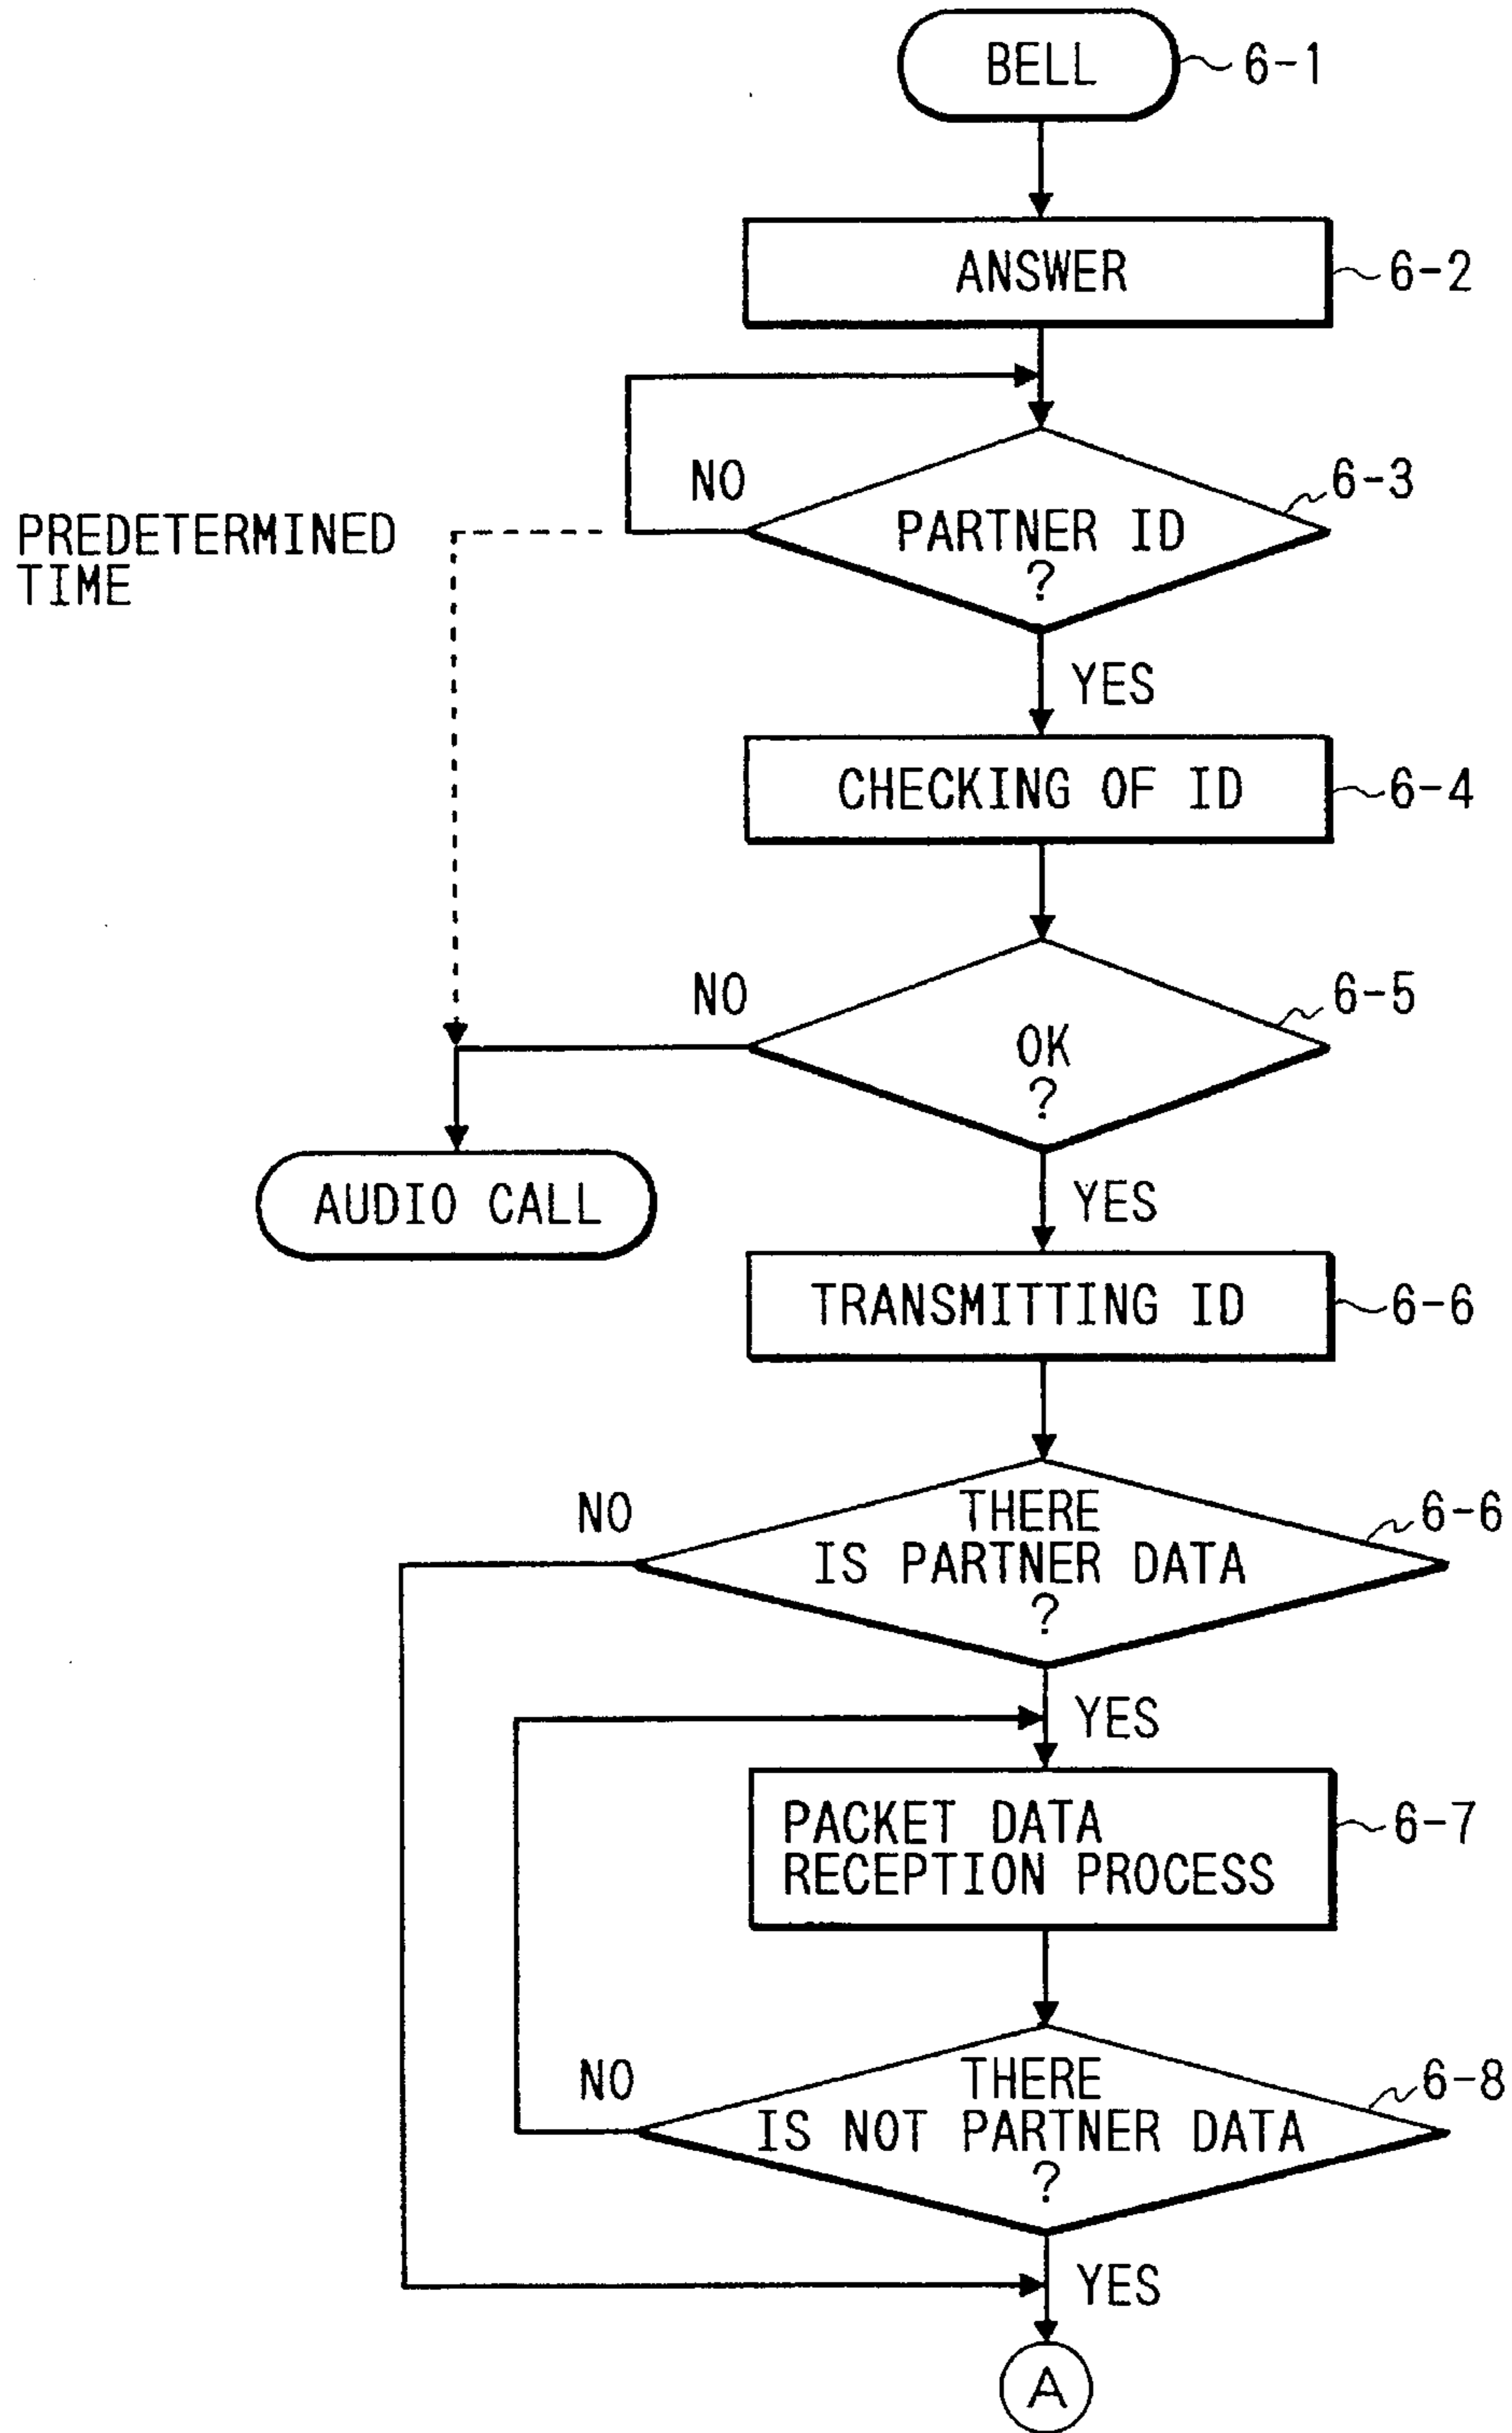 BELL
6-1
ANSWER
6-2
NO
6-3
PREDETERMINED
TIME
PARTNER ID
?
YES
CHECKING OF ID
6-4
NO
6-5
OK
?
AUDIO CALL
YES
TRANSMITTING ID
6-6
NO
THERE
6-6
IS PARTNER DATA
?
YES
PACKET DATA
RECEPTION PROCESS
6-7
NO
THERE
6-8
IS NOT PARTNER DATA
?
YES
A